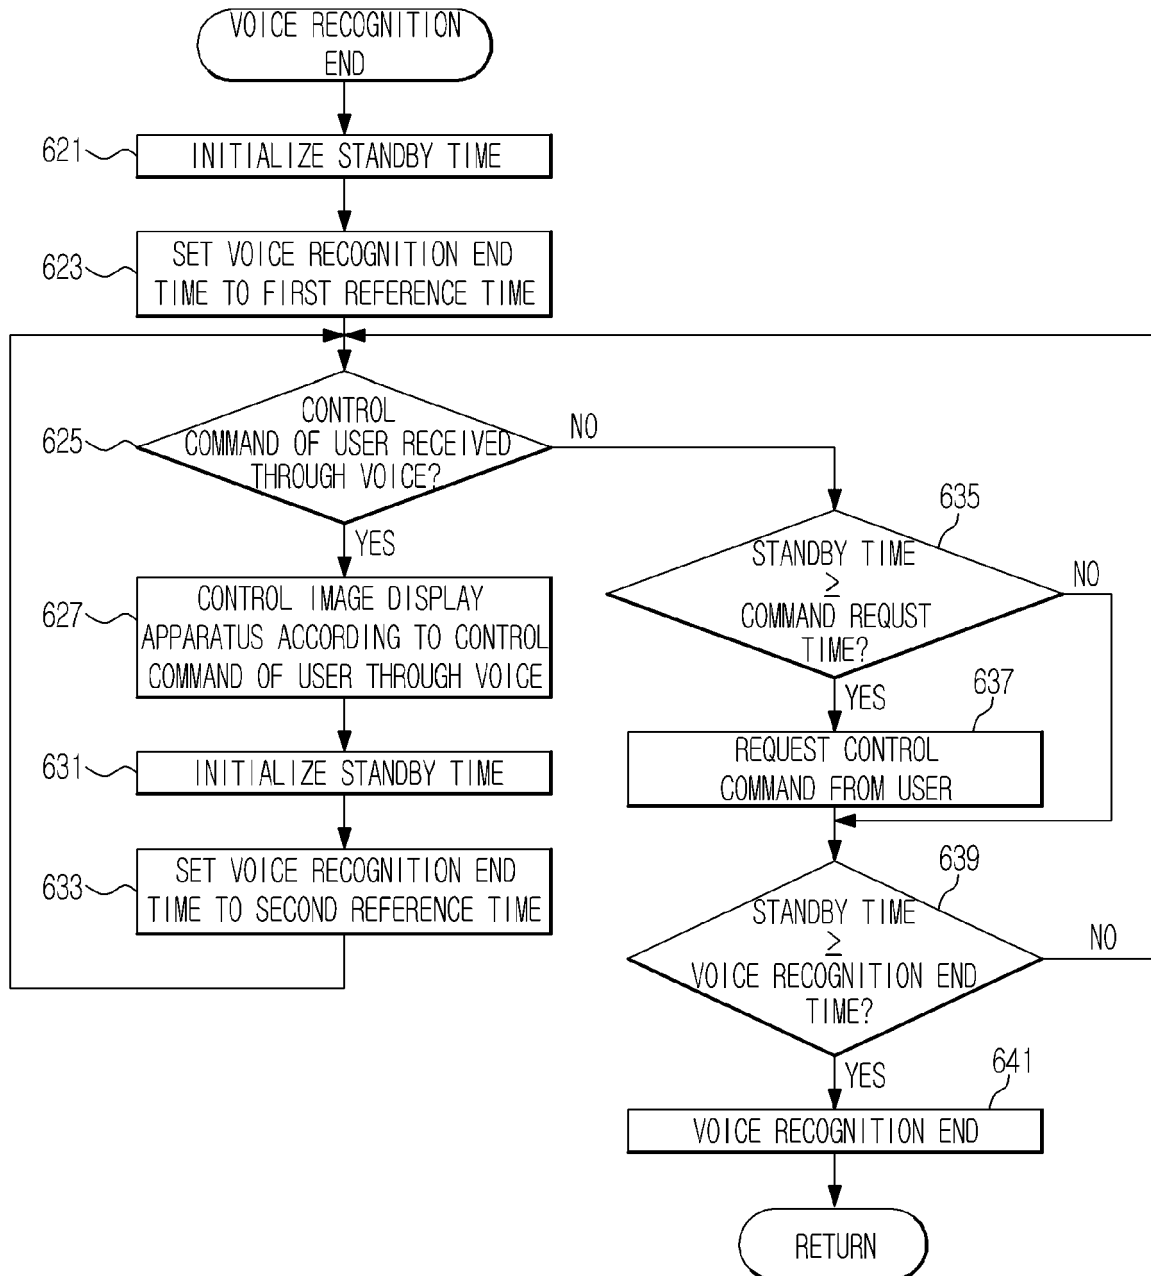 VOICE RECOGNITION
END
621
INITIALIZE STANDBY TIME
623
SET VOICE RECOGNITION END
TIME TO FIRST REFERENCE TIME
625
CONTROL
COMMAND OF USER RECEIVED
THROUGH VOICE?
NO
YES
627
CONTROL IMAGE DISPLAY
APPARATUS ACCORDING TO CONTROL
COMMAND OF USER THROUGH VOICE
631
INITIALIZE STANDBY TIME
633
SET VOICE RECOGNITION END
TIME TO SECOND REFERENCE TIME
635
STANDBY TIME
≥
COMMAND REQUST
TIME?
NO
YES
637
REQUEST CONTROL
COMMAND FROM USER
639
STANDBY TIME
≥
VOICE RECOGNITION END
TIME?
NO
YES
641
VOICE RECOGNITION END
RETURN